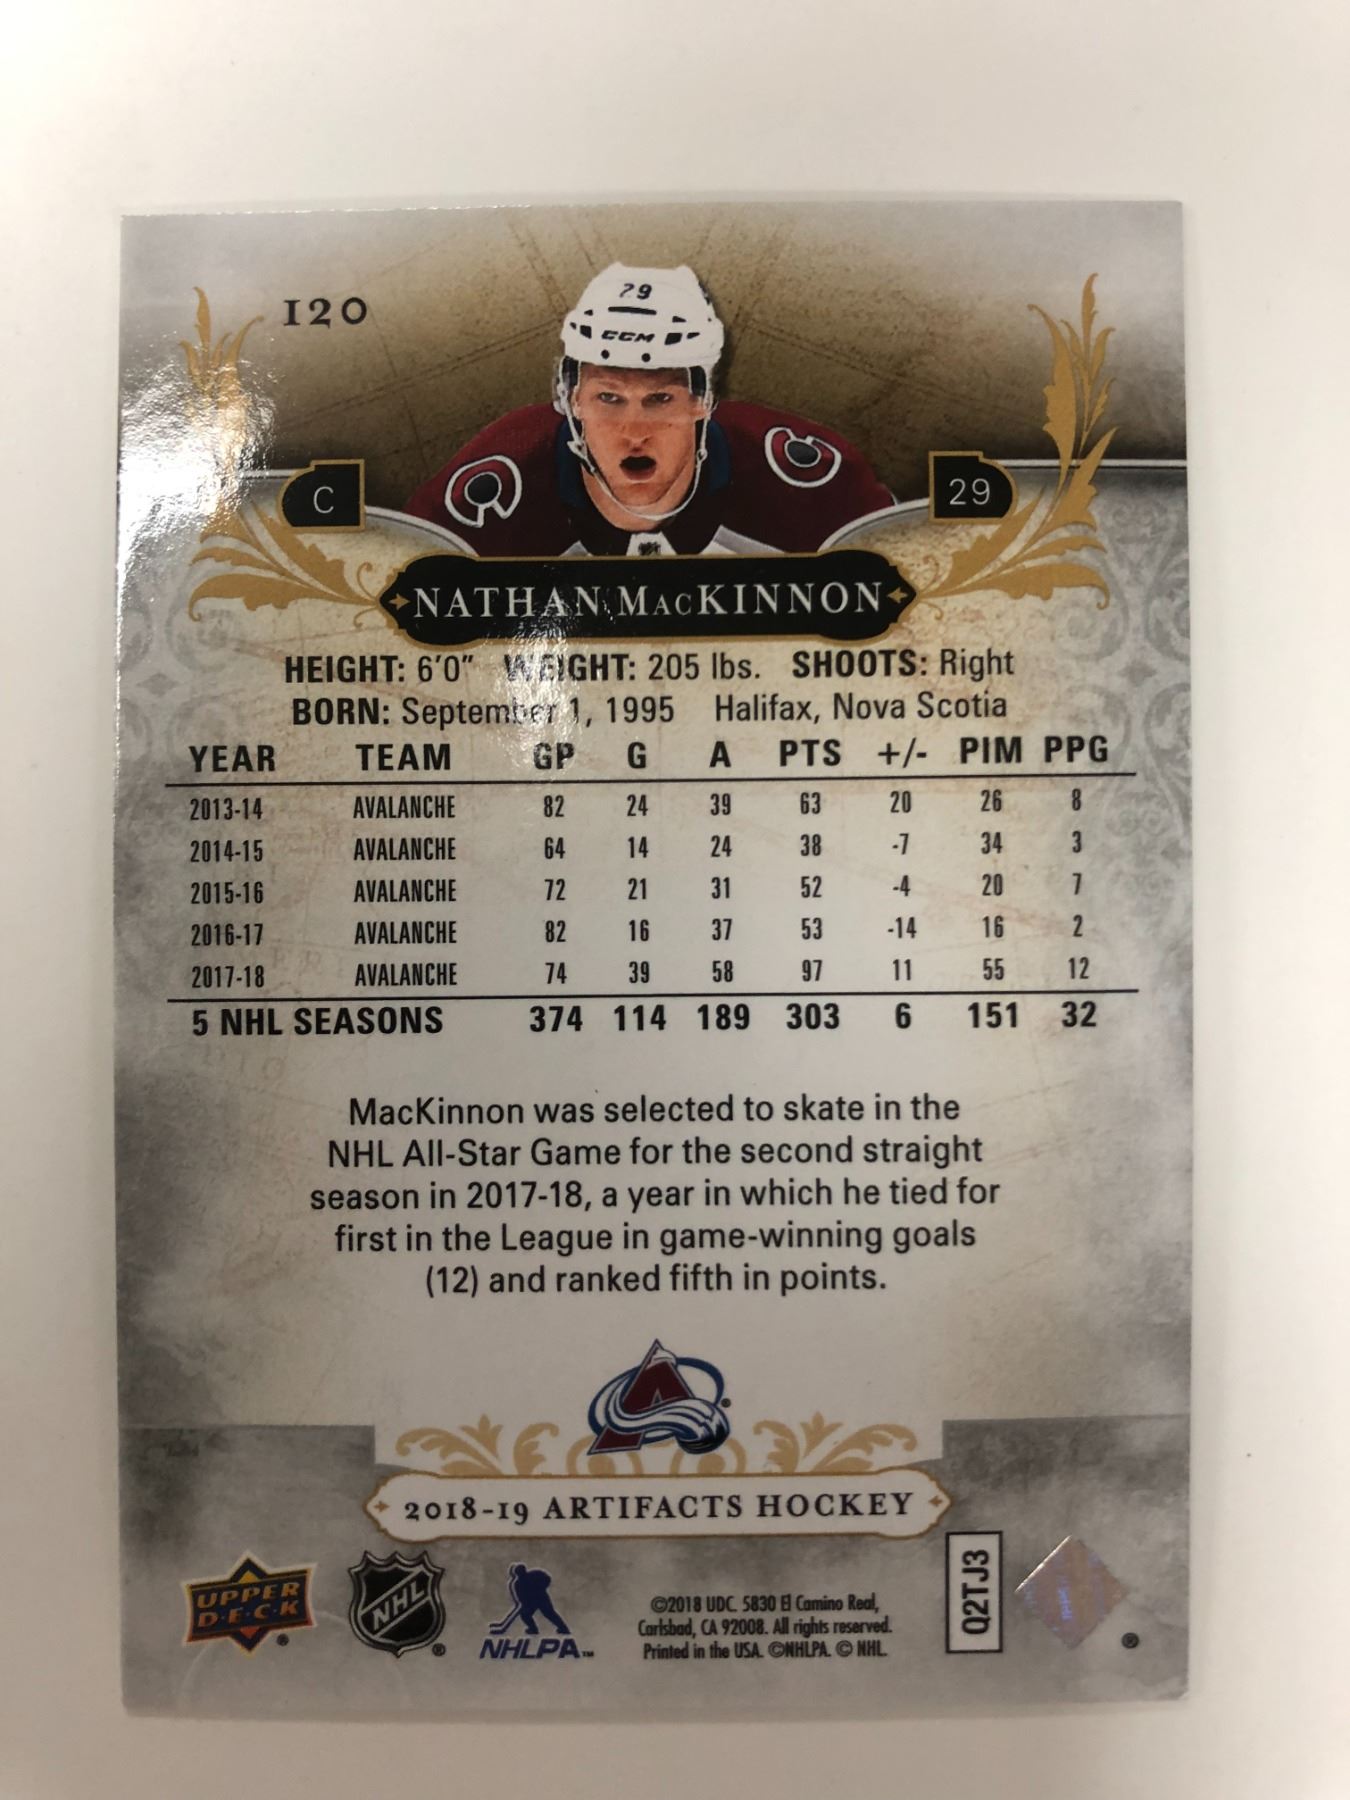 120
29
CCM
C
29
NATHAN MACKINNON
HEIGHT: 6'0" WEIGHT: 205 lbs. SHOOTS: Right
BORN: September 1, 1995 Halifax, Nova Scotia
YEAR TEAM GP G A PTS +/- PIM PPG
2013-14 AVALANCHE 82 24 39 63 20 26 8
2014-15 AVALANCHE 64 14 24 38 -7 34 3
2015-16 AVALANCHE 72 21 31 52 -4 20 7
2016-17 AVALANCHE 82 16 37 53 -14 16 2
2017-18 AVALANCHE 74 39 58 97 11 55 12
5 NHL SEASONS 374 114 189 303 6 151 32
MacKinnon was selected to skate in the
NHL All-Star Game for the second straight
season in 2017-18, a year in which he tied for
first in the League in game-winning goals
(12) and ranked fifth in points.
A
2018-19 ARTIFACTS HOCKEY
UPPER
D·E·C·K ®
NHL ®
NHLPA™
©2018 UDC. 5830 El Camino Real,
Carlsbad, CA 92008. All rights reserved.
Printed in the USA. ©NHLPA. © NHL.
Q2TJ3
®